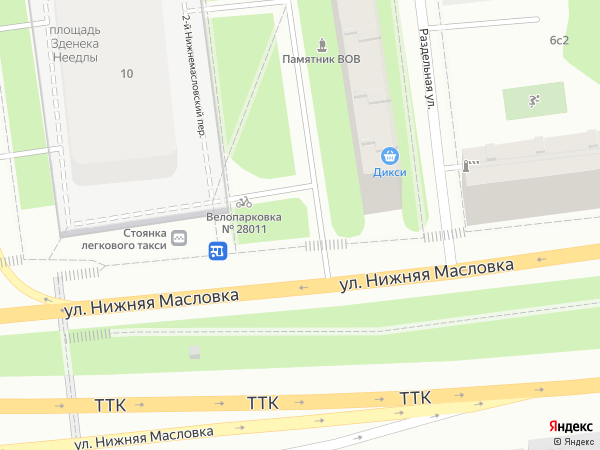 площадь
Зденека
Неедлы
10
2-й Нижнемасловский пер.
Памятник ВОВ
Раздельная ул.
6с2
Дикси
Велопарковка
№ 28011
Стоянка
легкового такси
ул. Нижняя Масловка
ул. Нижняя Масловка
ТТК
ТТК
ТТК
ул. Нижняя Масловка
Яндекс
© Яндекс